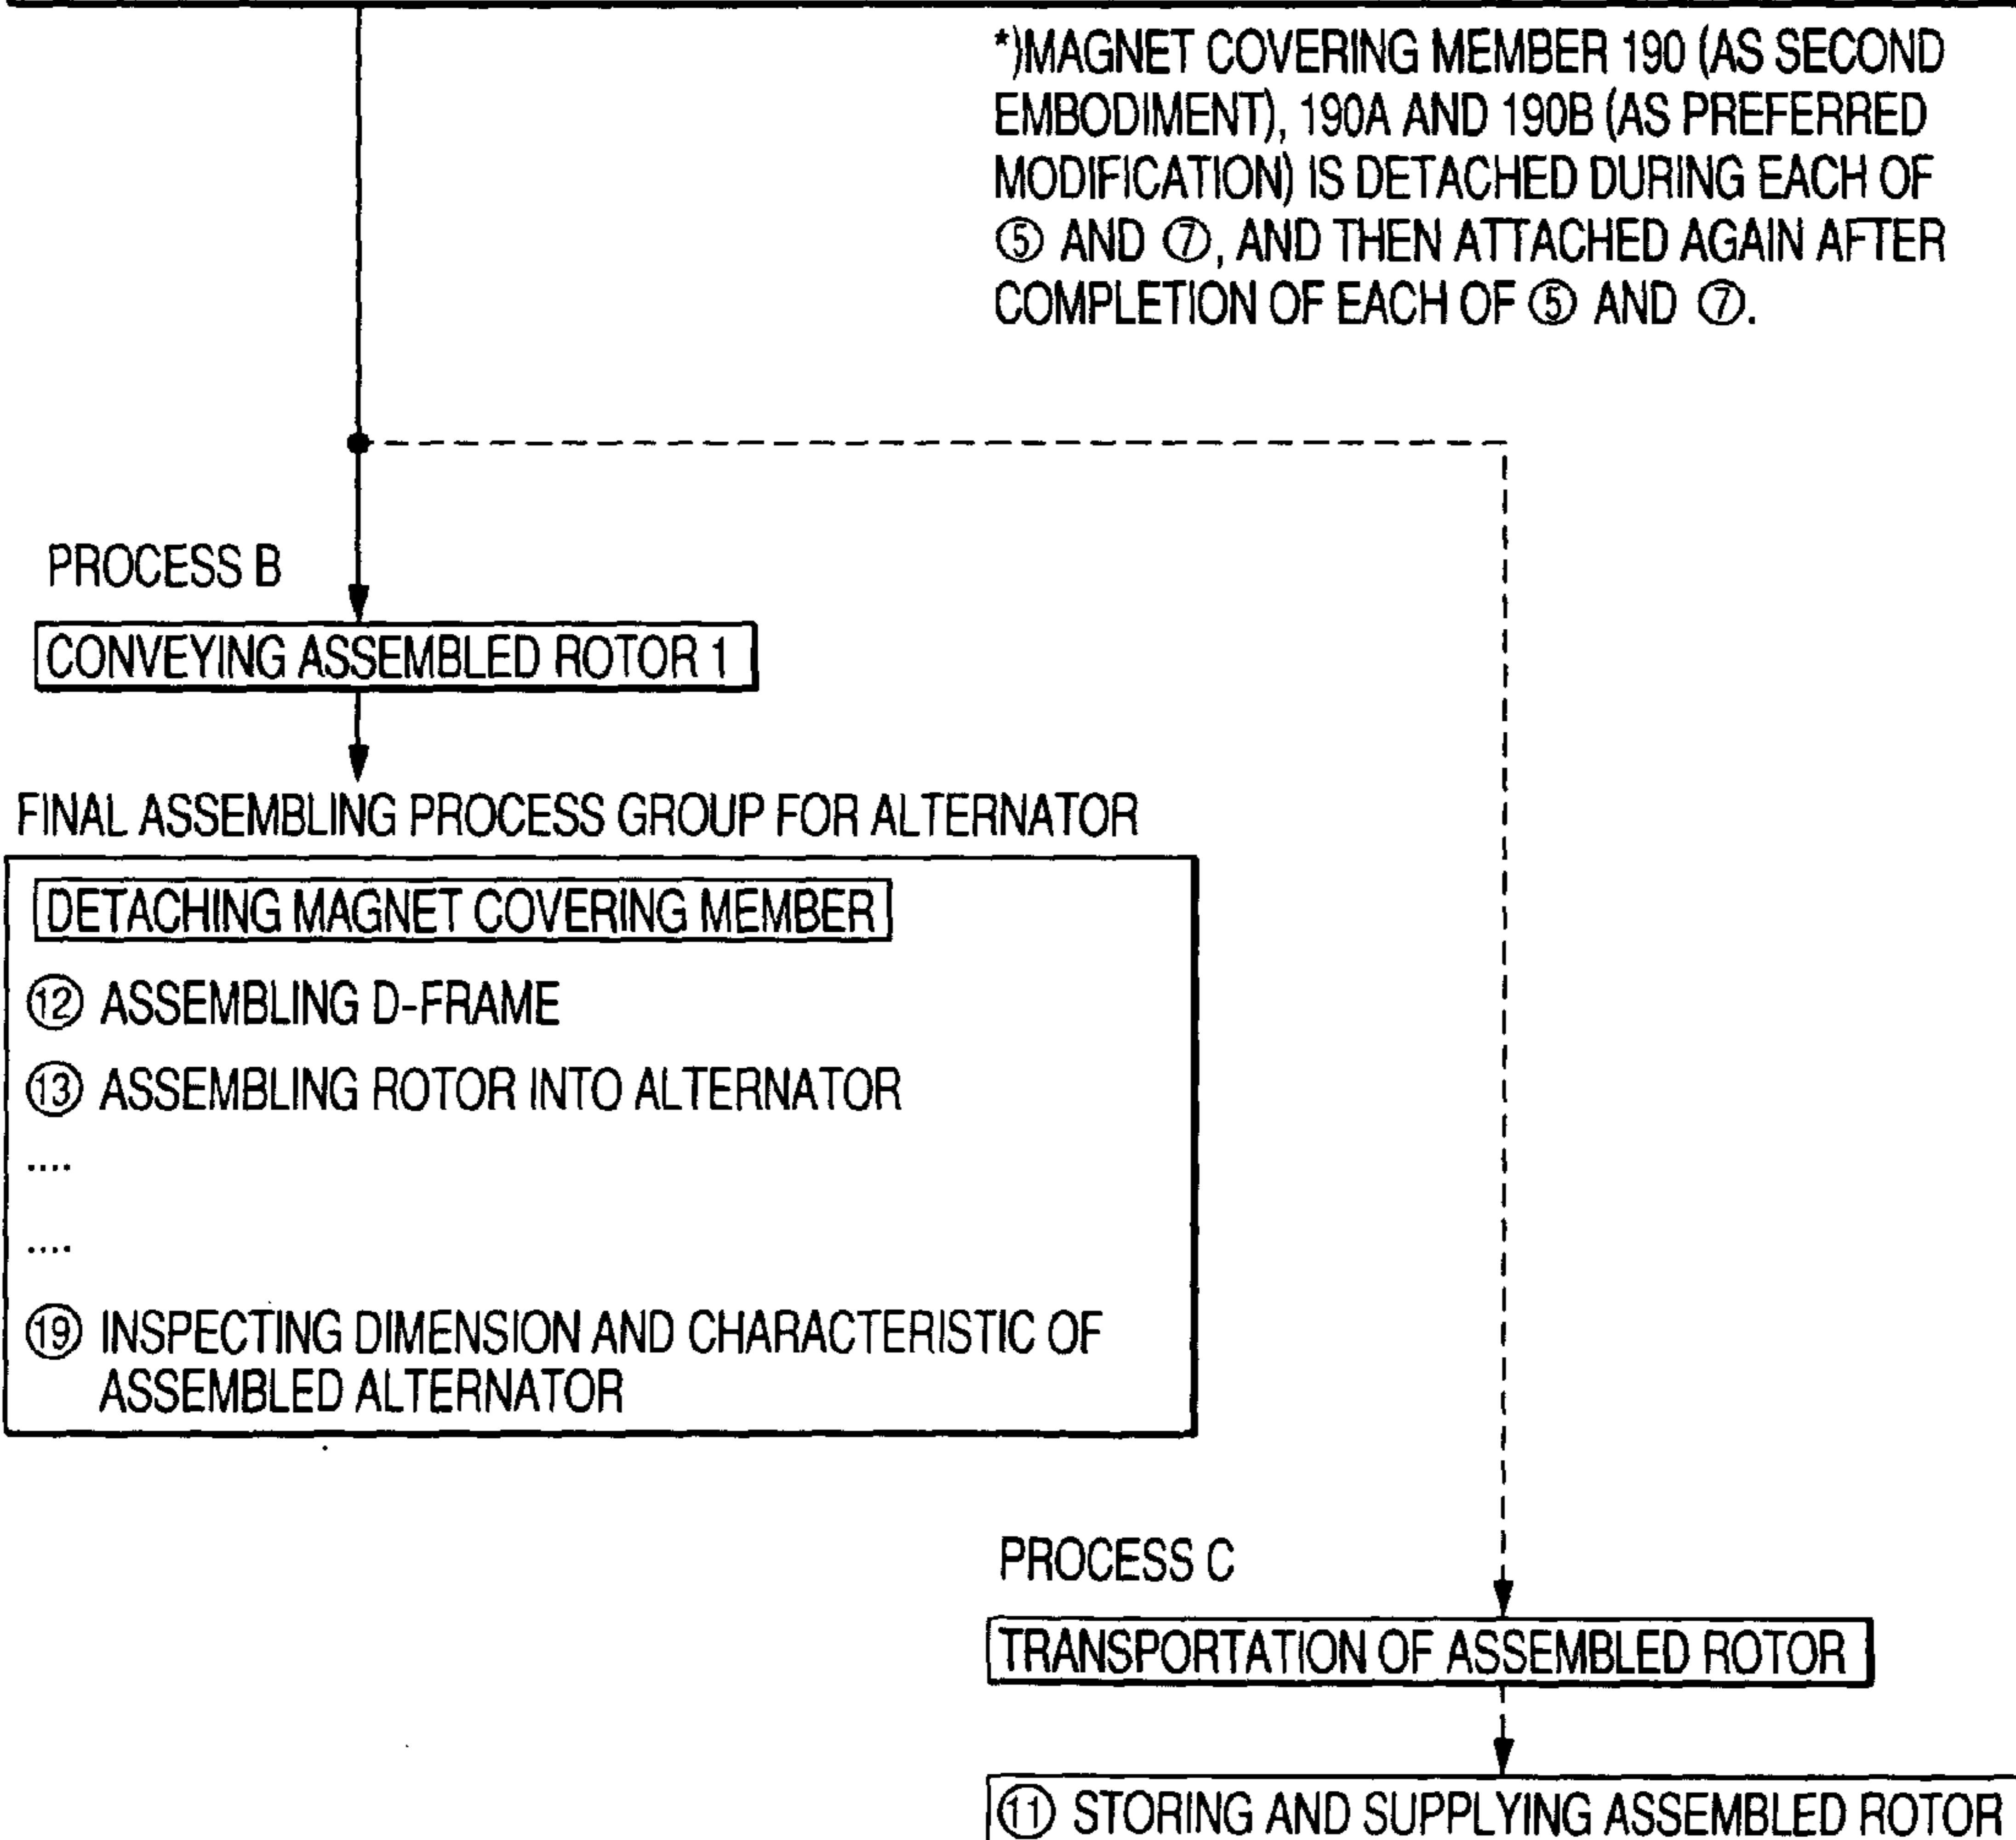 *)MAGNET COVERING MEMBER 190 (AS SECOND
EMBODIMENT), 190A AND 190B (AS PREFERRED
MODIFICATION) IS DETACHED DURING EACH OF
⑤ AND ⑦, AND THEN ATTACHED AGAIN AFTER
COMPLETION OF EACH OF ⑤ AND ⑦.
PROCESS B
CONVEYING ASSEMBLED ROTOR 1
FINAL ASSEMBLING PROCESS GROUP FOR ALTERNATOR
DETACHING MAGNET COVERING MEMBER
⑫ ASSEMBLING D-FRAME
⑬ ASSEMBLING ROTOR INTO ALTERNATOR
....
....
⑲ INSPECTING DIMENSION AND CHARACTERISTIC OF
ASSEMBLED ALTERNATOR
PROCESS C
TRANSPORTATION OF ASSEMBLED ROTOR
⑪ STORING AND SUPPLYING ASSEMBLED ROTOR